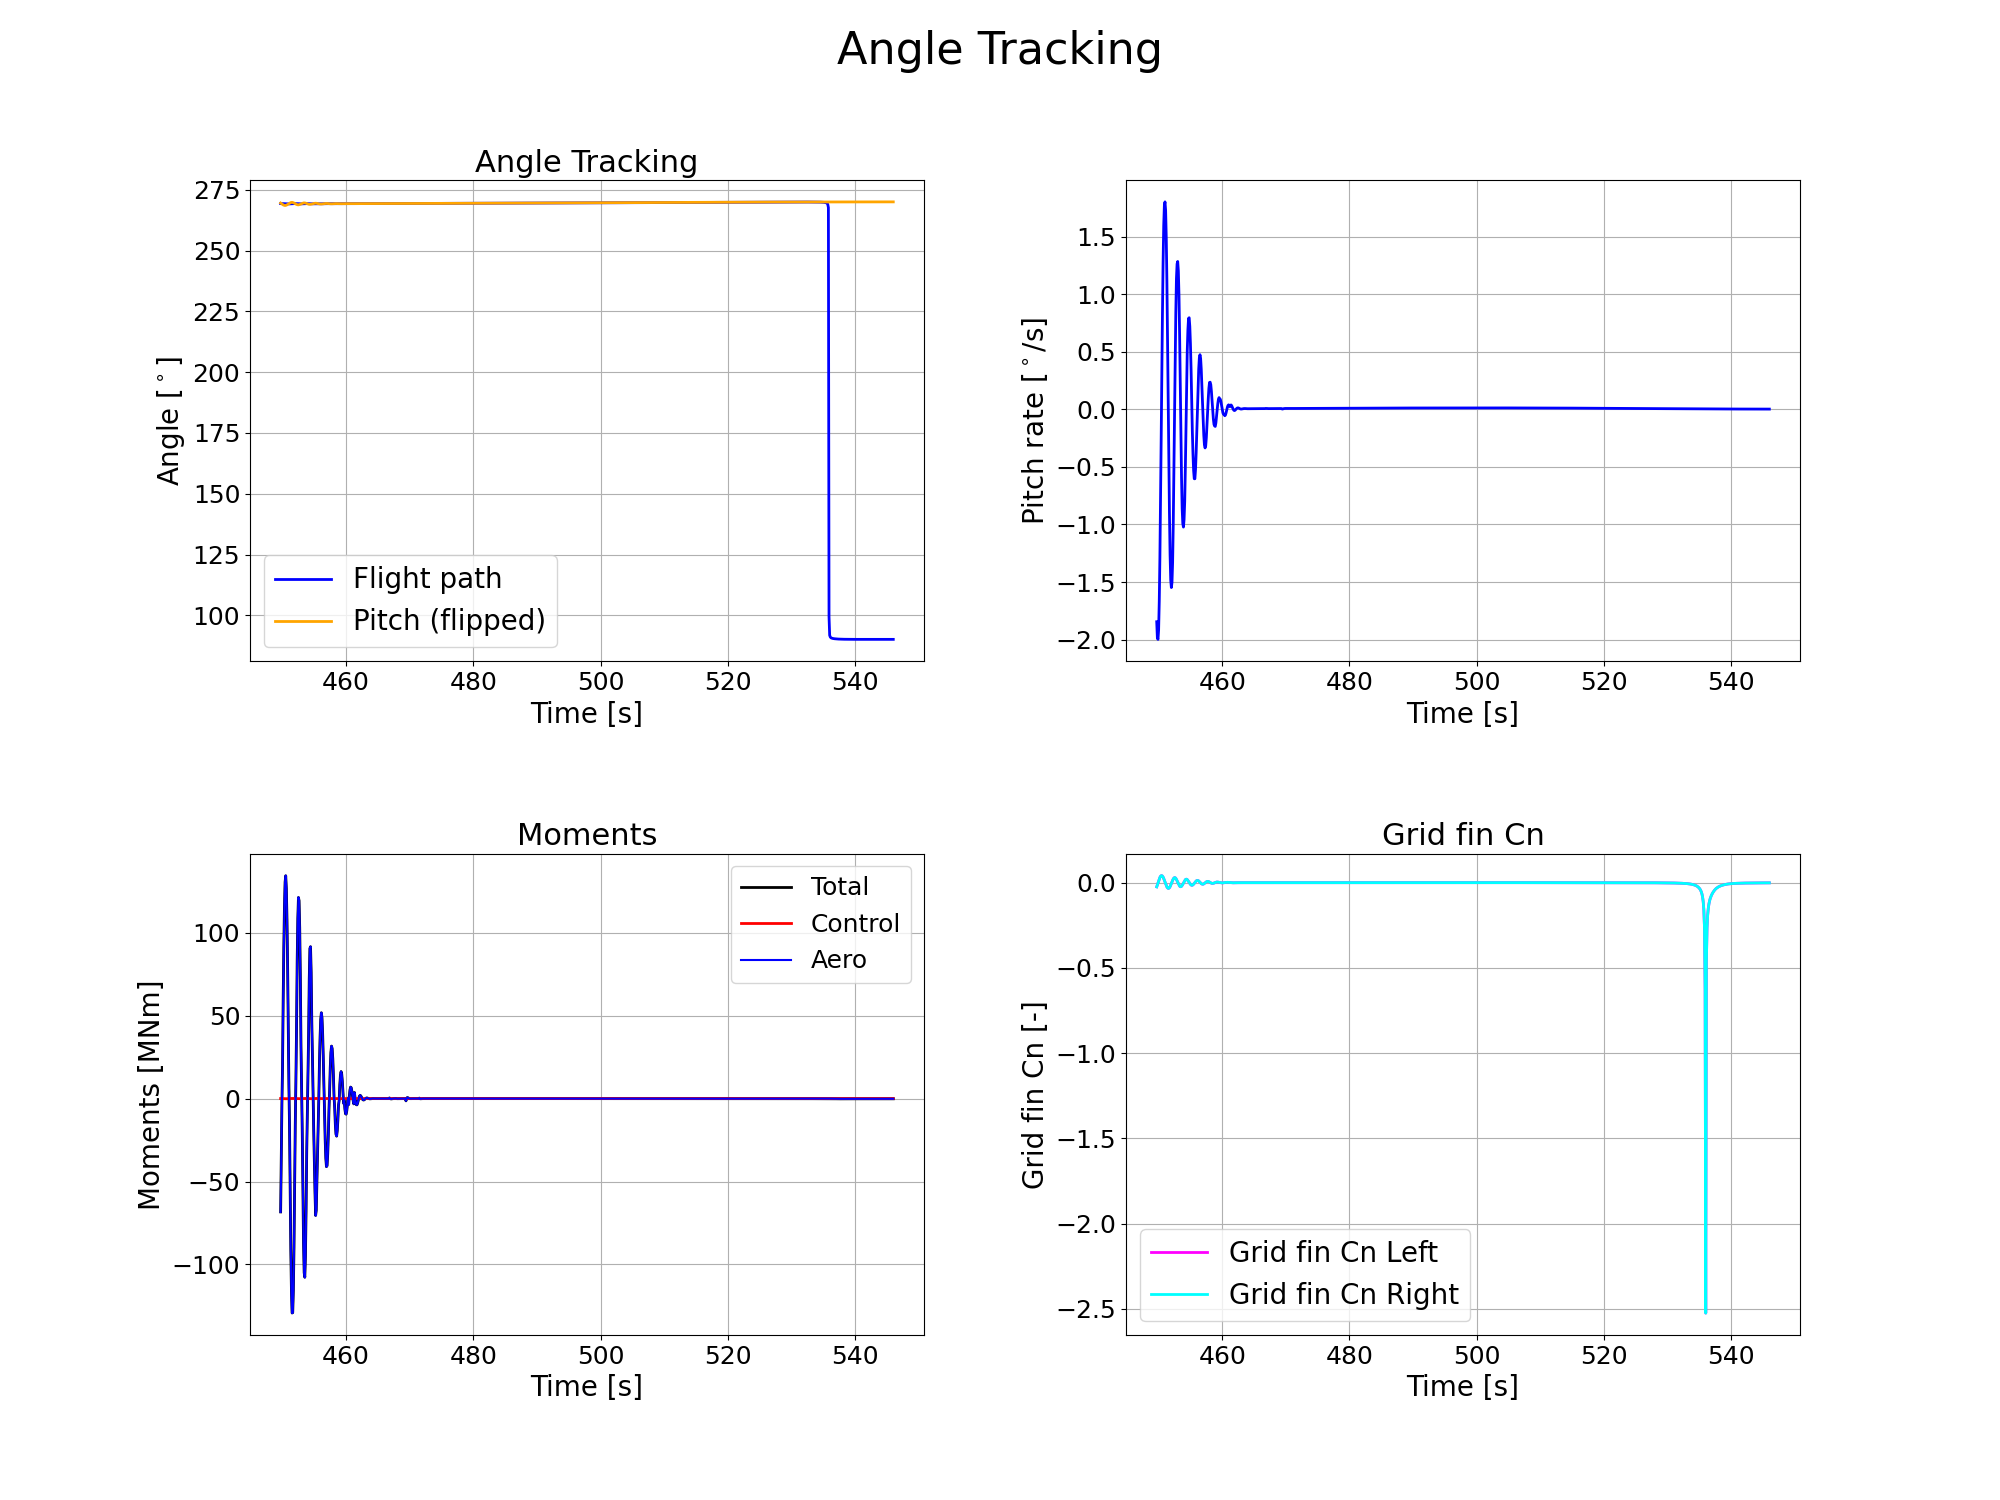 Angle Tracking
Angle Tracking
275
250
225
200
175
150
125
100
Angle [°]
460 480 500 520 540
Time [s]
Flight path
Pitch (flipped)
1.5
1.0
0.5
0.0
−0.5
−1.0
−1.5
−2.0
Pitch rate [°/s]
460 480 500 520 540
Time [s]
Moments
100
50
0
−50
−100
Moments [MNm]
460 480 500 520 540
Time [s]
Total
Control
Aero
Grid fin Cn
0.0
−0.5
−1.0
−1.5
−2.0
−2.5
Grid fin Cn [-]
460 480 500 520 540
Time [s]
Grid fin Cn Left
Grid fin Cn Right